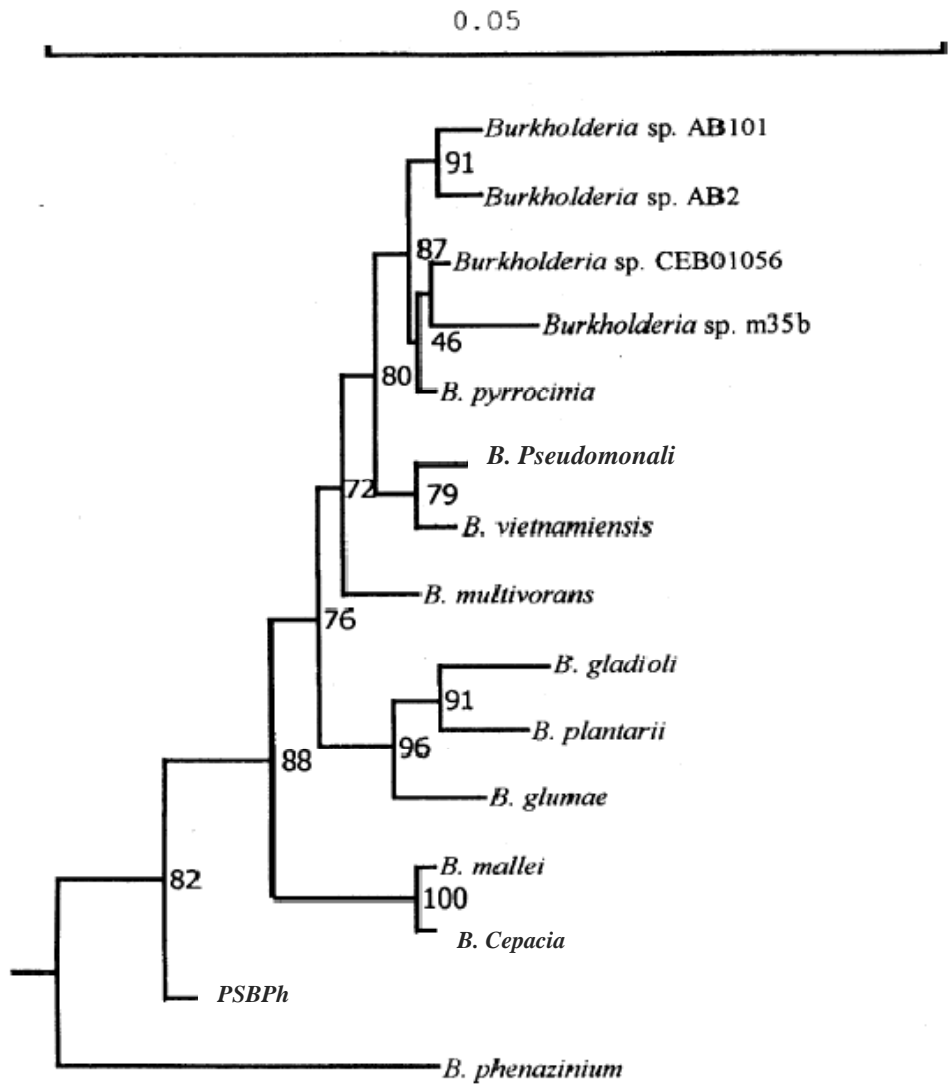 0.05
Burkholderia sp. AB101
91
Burkholderia sp. AB2
87
Burkholderia sp. CEB01056
Burkholderia sp. m35b
46
80
B. pyrrocinia
B. Pseudomonali
72
79
B. vietnamiensis
B. multivorans
76
B. gladioli
91
B. plantarii
96
88
B. glumae
B. mallei
82
100
B. Cepacia
PSBPh
B. phenazinium